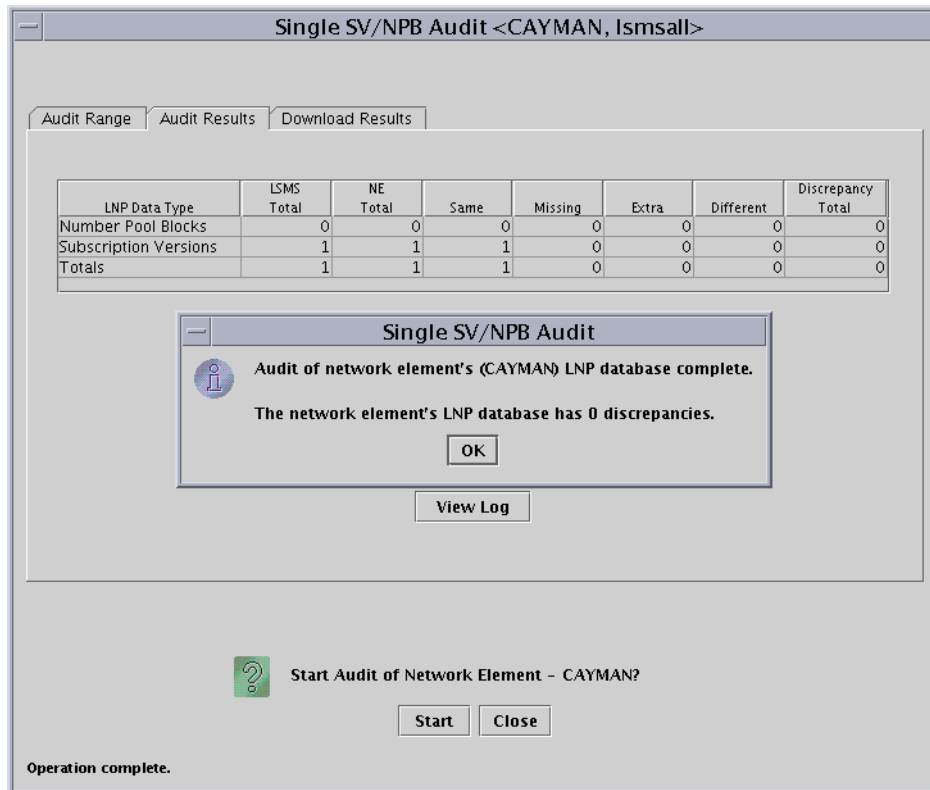 Single SV/NPB Audit <CAYMAN, lsmsall>
Audit Range Audit Results Download Results
LNP Data Type LSMS Total NE Total Same Missing Extra Different Discrepancy Total
Number Pool Blocks 0 0 0 0 0 0 0
Subscription Versions 1 1 1 0 0 0 0
Totals 1 1 1 0 0 0 0
Single SV/NPB Audit
Audit of network element's (CAYMAN) LNP database complete.
The network element's LNP database has 0 discrepancies.
OK
View Log
Start Audit of Network Element - CAYMAN?
Start Close
Operation complete.